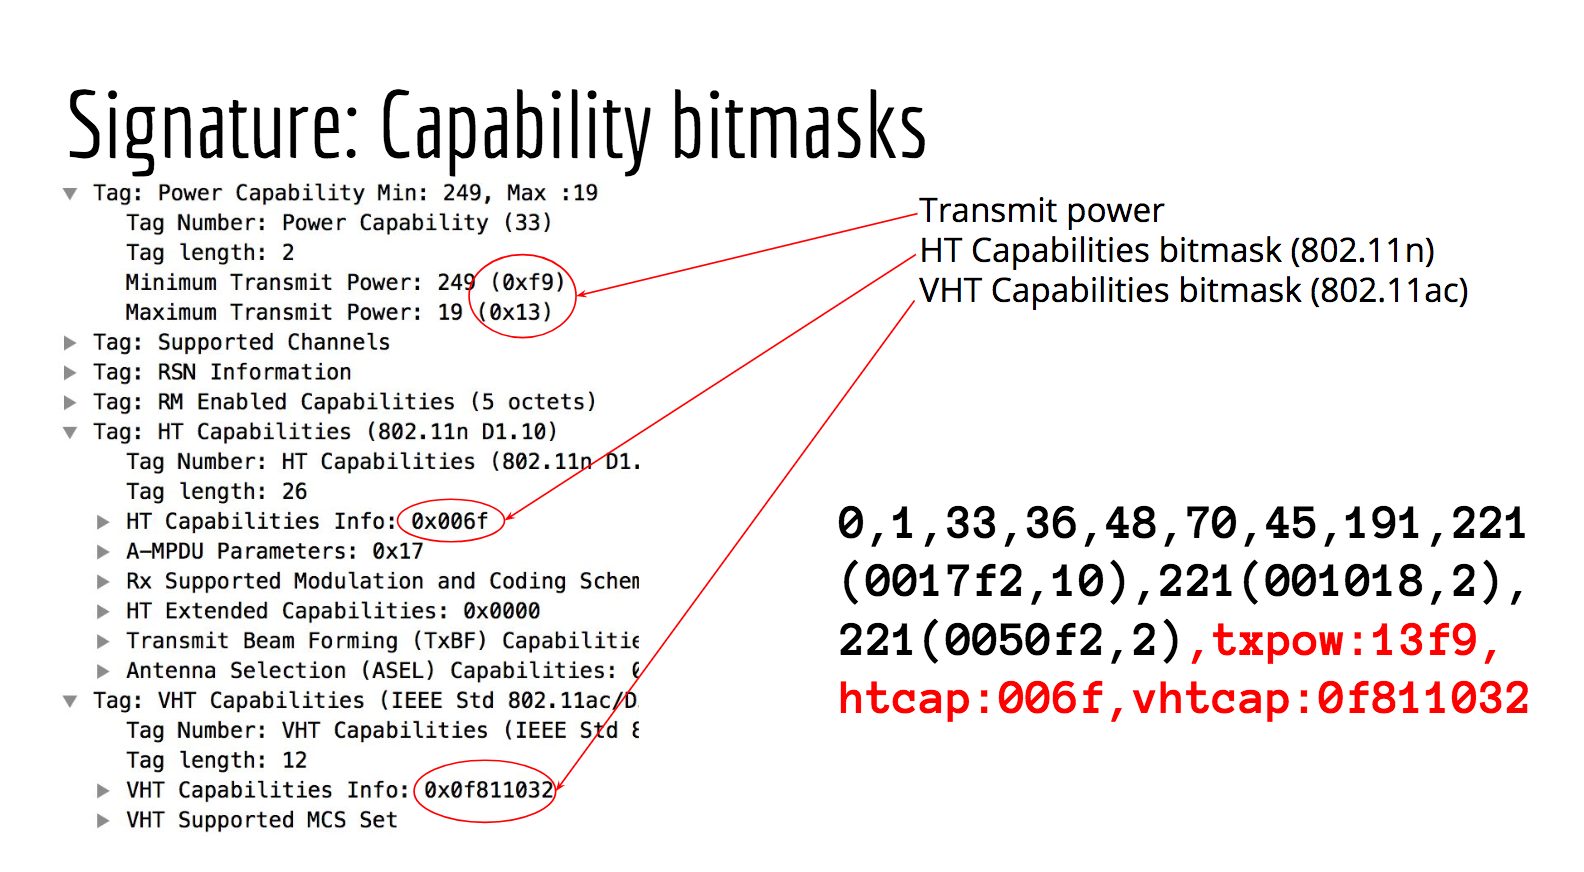 Signature: Capability bitmasks
Tag: Power Capability Min: 249, Max :19
Tag Number: Power Capability (33)
Tag length: 2
Minimum Transmit Power: 249 (0xf9)
Maximum Transmit Power: 19 (0x13)
Tag: Supported Channels
Tag: RSN Information
Tag: RM Enabled Capabilities (5 octets)
Tag: HT Capabilities (802.11n D1.10)
Tag Number: HT Capabilities (802.11n D1.
Tag length: 26
HT Capabilities Info: 0x006f
A-MPDU Parameters: 0x17
Rx Supported Modulation and Coding Schem
HT Extended Capabilities: 0x0000
Transmit Beam Forming (TxBF) Capabilitie
Antenna Selection (ASEL) Capabilities: 0
Tag: VHT Capabilities (IEEE Std 802.11ac/D
Tag Number: VHT Capabilities (IEEE Std 8
Tag length: 12
VHT Capabilities Info: 0x0f811032
VHT Supported MCS Set
Transmit power
HT Capabilities bitmask (802.11n)
VHT Capabilities bitmask (802.11ac)
0,1,33,36,48,70,45,191,221
(0017f2,10),221(001018,2),
221(0050f2,2),txpow:13f9,
htcap:006f,vhtcap:0f811032